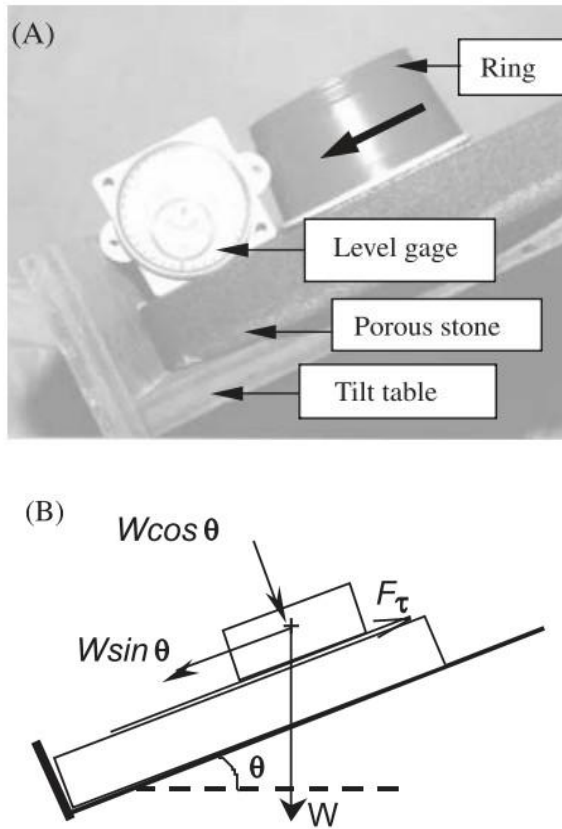 (A)
Ring
Level gage
Porous stone
Tilt table
(B)
Wcos θ
Fτ
Wsin θ
θ
W